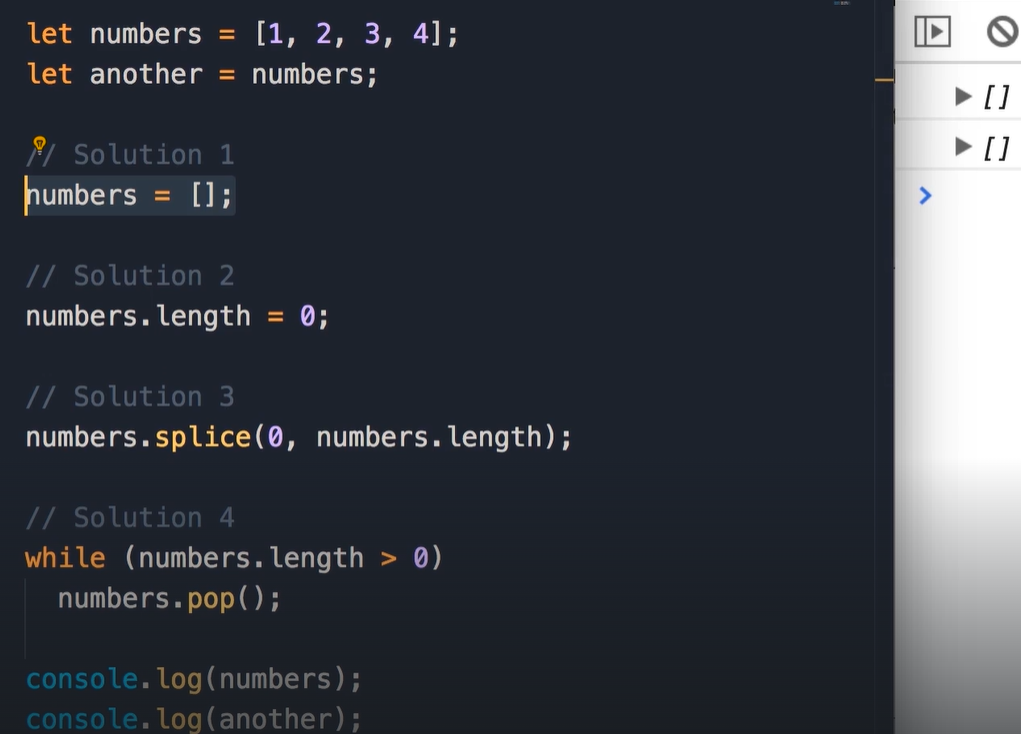 let numbers = [1, 2, 3, 4];
let another = numbers;
// Solution 1
numbers = [];
// Solution 2
numbers.length = 0;
// Solution 3
numbers.splice(0, numbers.length);
// Solution 4
while (numbers.length > 0)
numbers.pop();
console.log(numbers);
console.log(another);
▶ []
▶ []
>